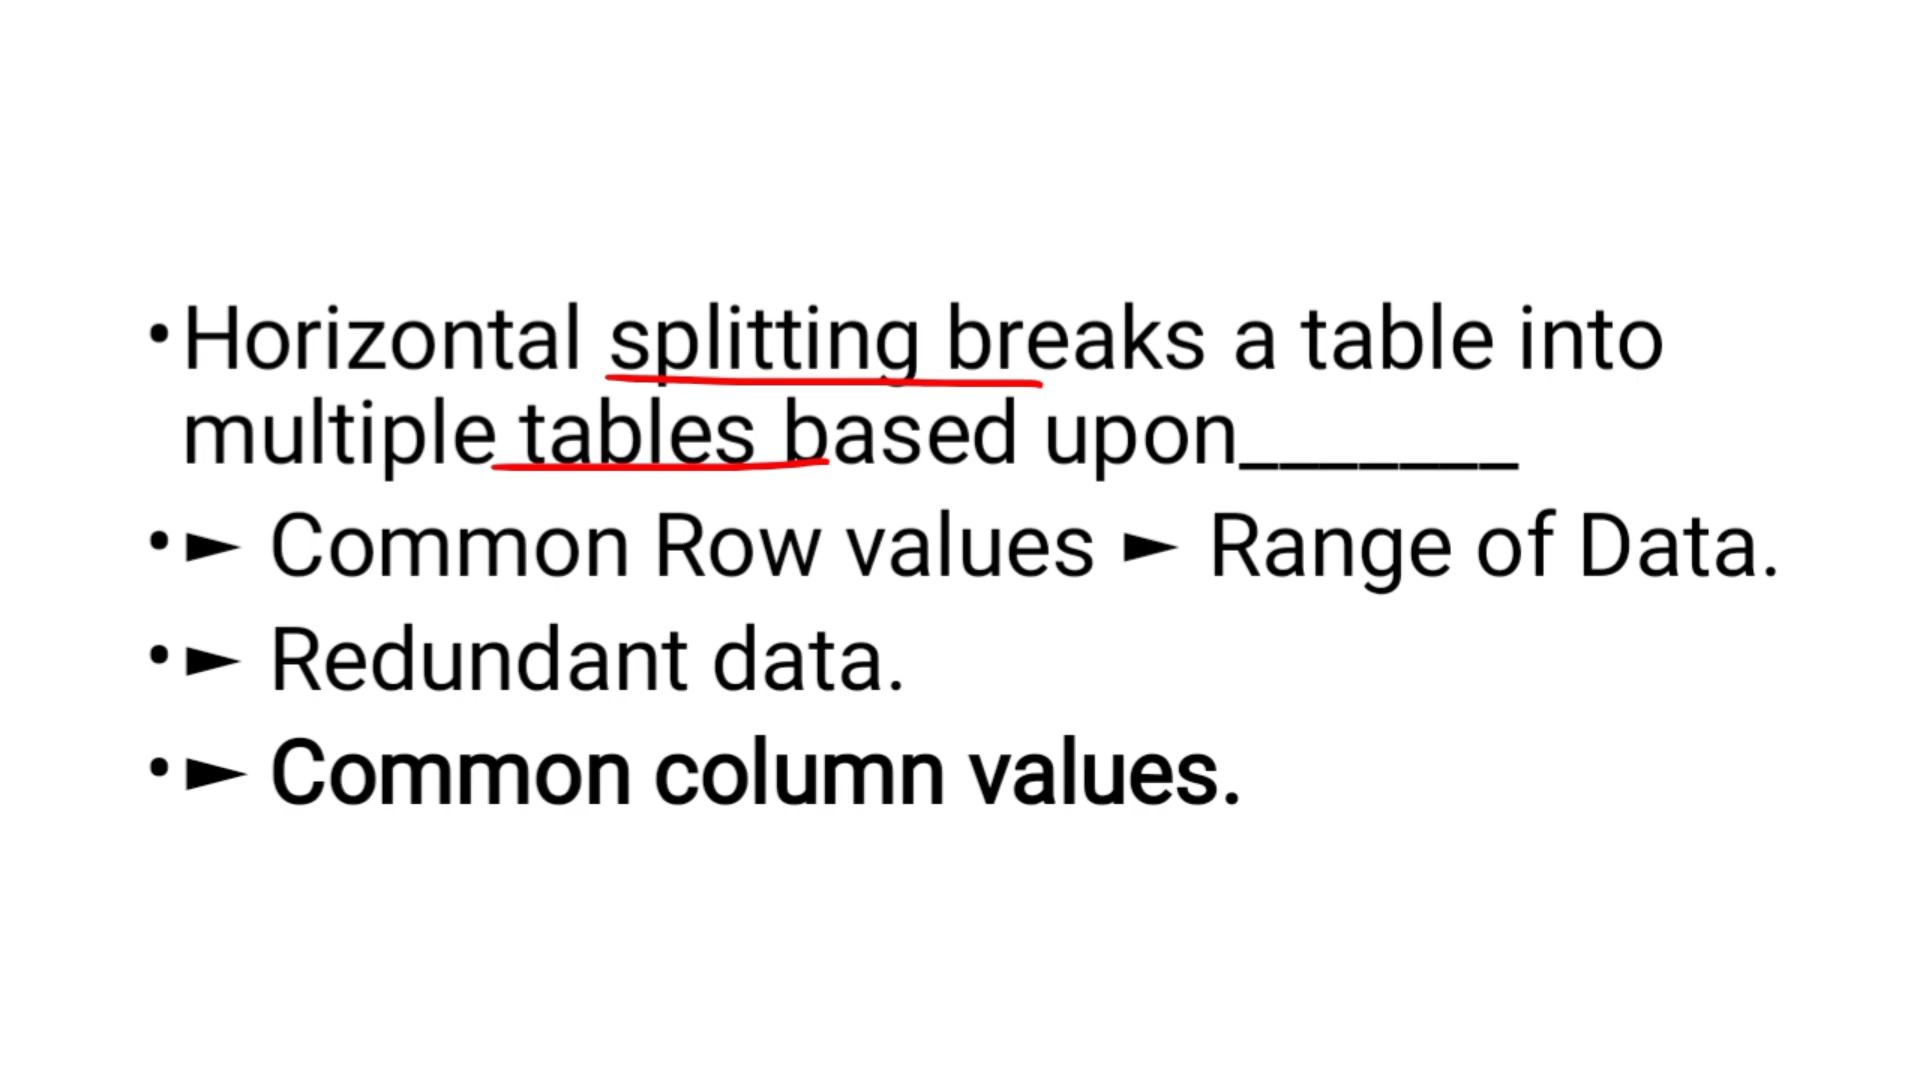 •Horizontal splitting breaks a table into
multiple tables based upon_______
•► Common Row values ► Range of Data.
•► Redundant data.
•► Common column values.